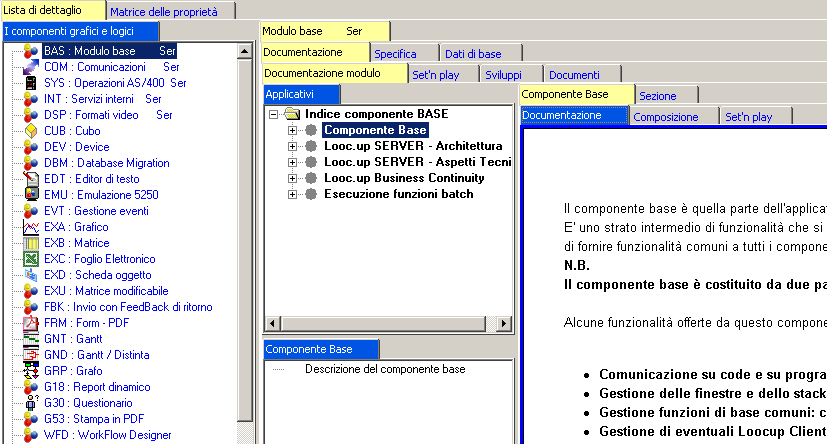 Lista di dettaglio
Matrice delle proprietà
I componenti grafici e logici
BAS : Modulo base Ser
COM : Comunicazioni Ser
SYS : Operazioni AS/400 Ser
INT : Servizi interni Ser
DSP : Formati video Ser
CUB : Cubo
DEV : Device
DBM : Database Migration
EDT : Editor di testo
EMU : Emulazione 5250
EVT : Gestione eventi
EXA : Grafico
EXB : Matrice
EXC : Foglio Elettronico
EXD : Scheda oggetto
EXU : Matrice modificabile
FBK : Invio con FeedBack di ritorno
FRM : Form - PDF
GNT : Gantt
GND : Gantt / Distinta
GRP : Grafo
G18 : Report dinamico
G30 : Questionario
G53 : Stampa in PDF
WFD : WorkFlow Designer
Modulo base Ser
Documentazione
Specifica
Dati di base
Documentazione modulo
Set'n play
Sviluppi
Documenti
Applicativi
Indice componente BASE
Componente Base
Looc.up SERVER - Architettura
Looc.up SERVER - Aspetti Tecni
Looc.up Business Continuity
Esecuzione funzioni batch
Componente Base
Descrizione del componente base
Componente Base
Sezione
Documentazione
Composizione
Set'n play
Il componente base è quella parte dell'applicat
E' uno strato intermedio di funzionalità che si
di fornire funzionalità comuni a tutti i compone
N.B.
Il componente base è costituito da due pa
Alcune funzionalità offerte da questo compone
• Comunicazione su code e su progra
• Gestione delle finestre e dello stack
• Gestione funzioni di base comuni: c
• Gestione di eventuali Loocup Client